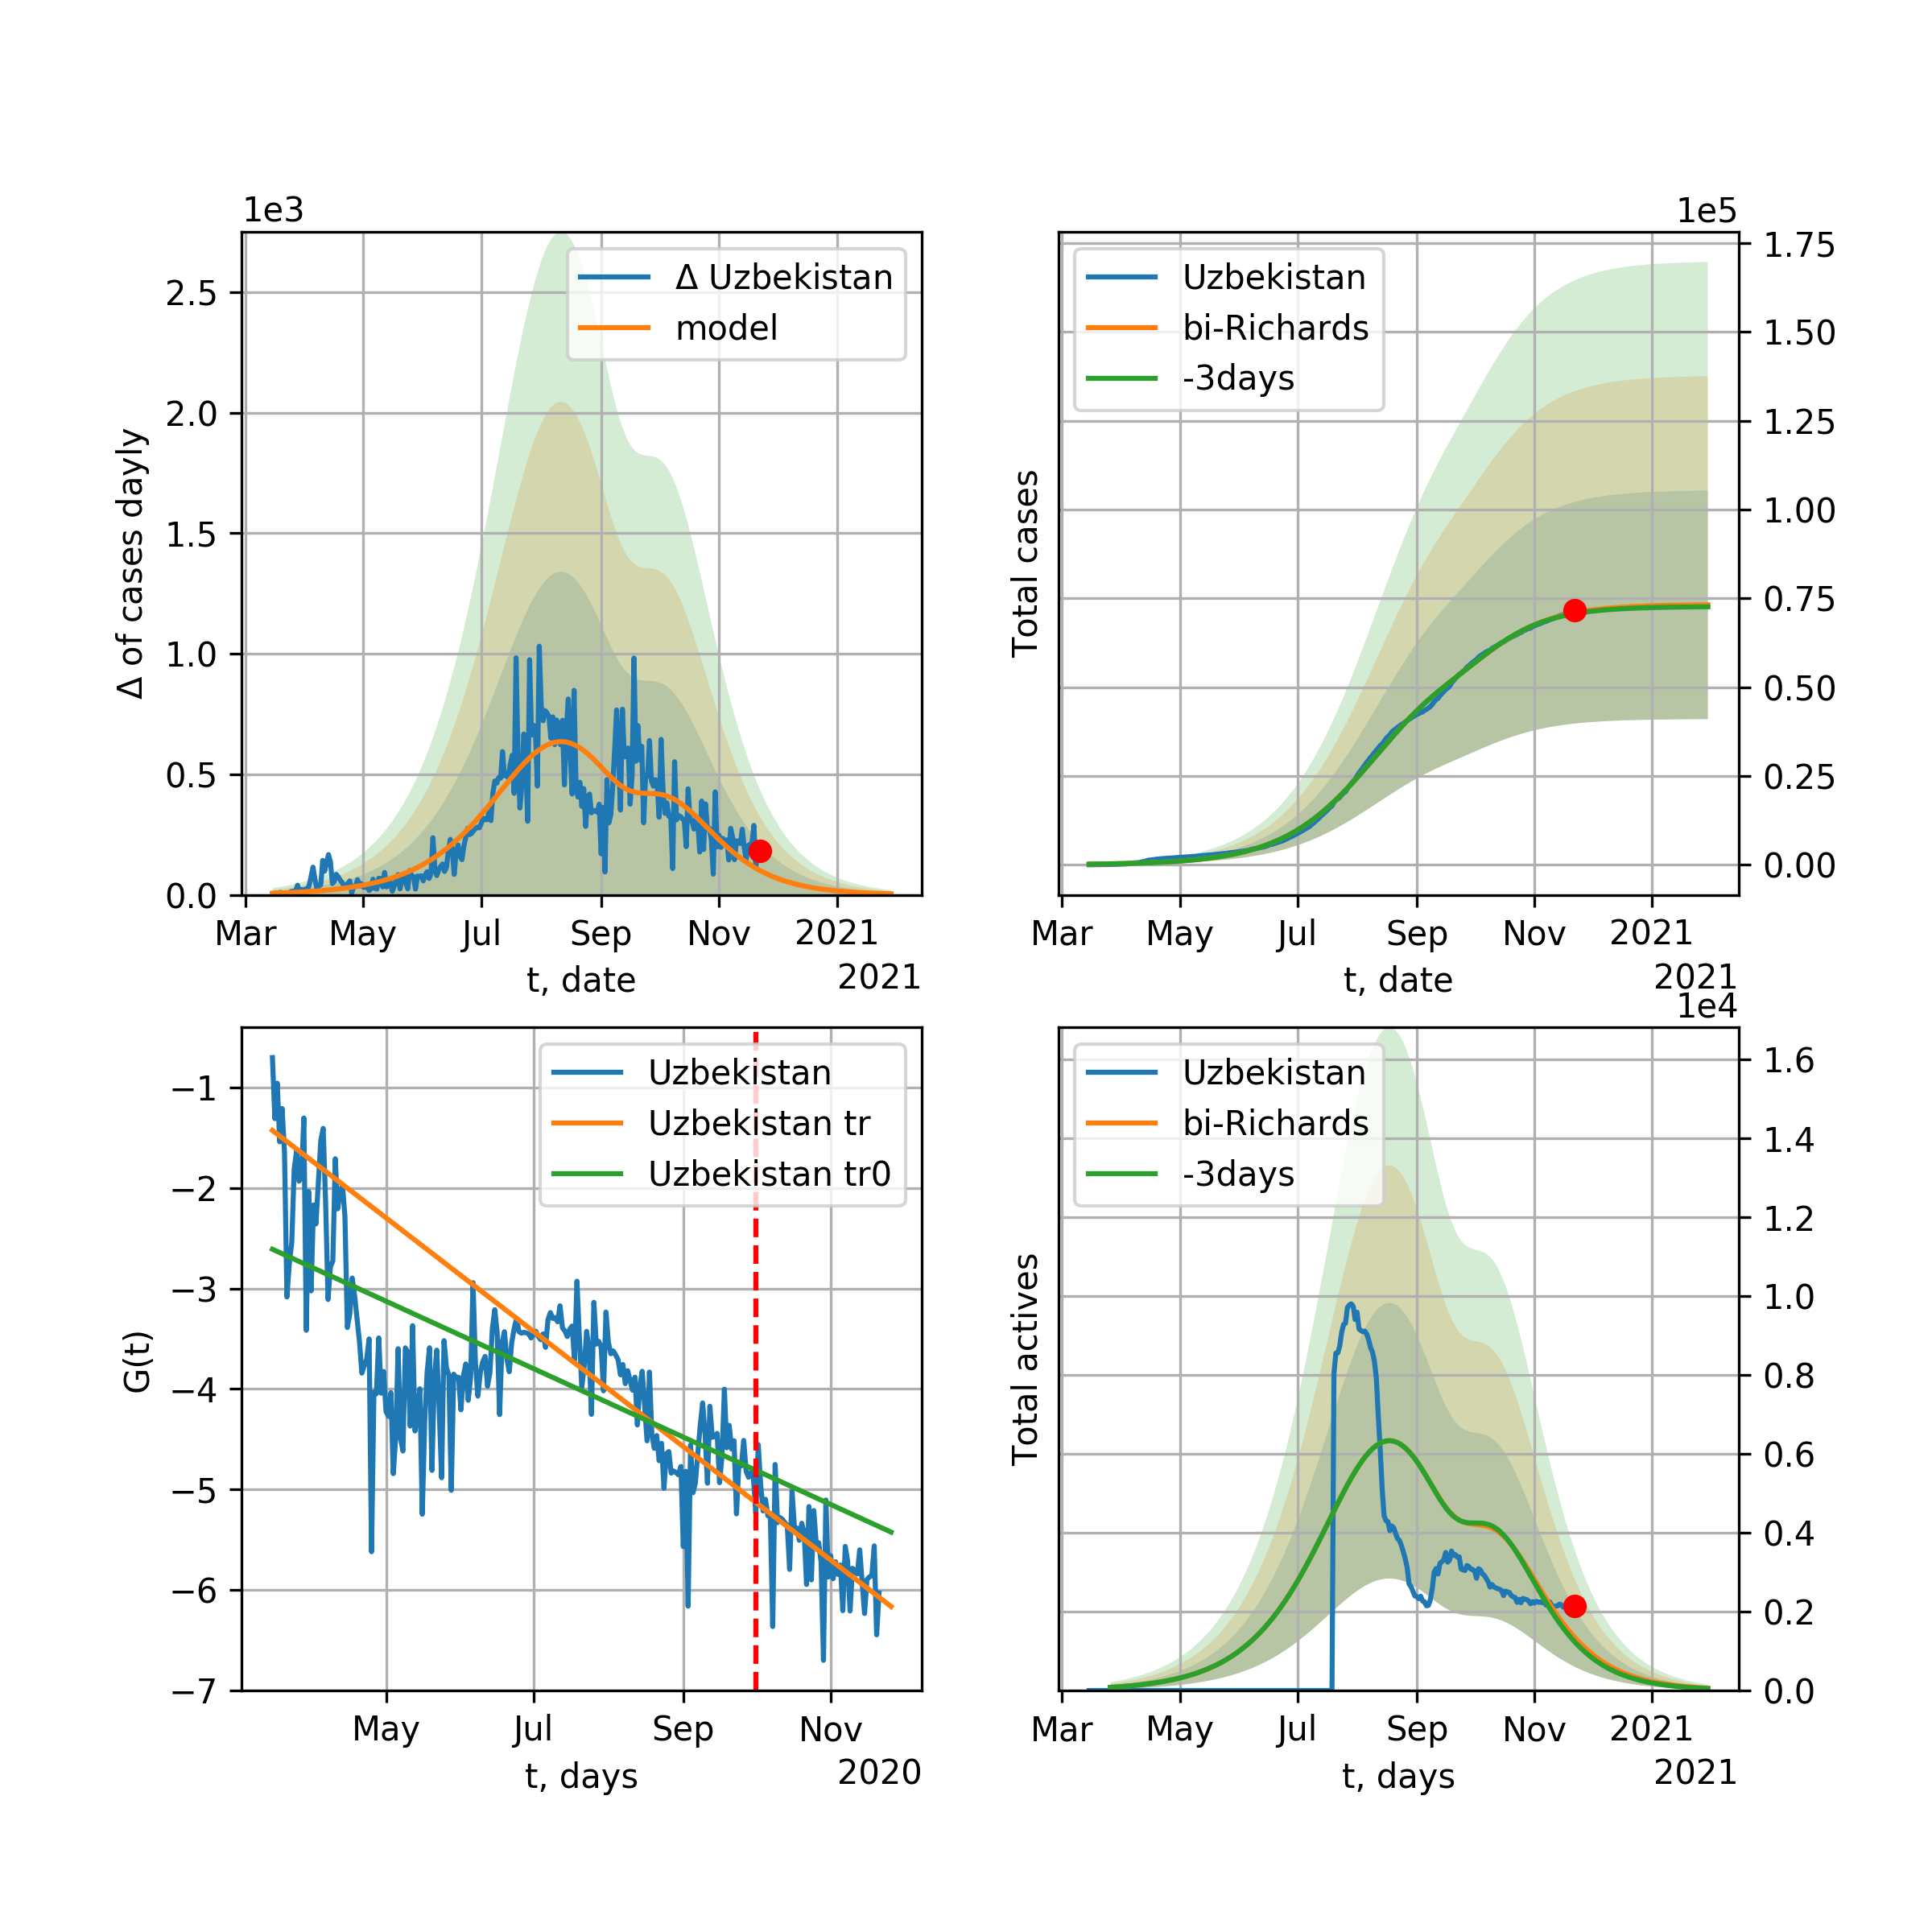 1e3
Δ of cases dayly
2.5
2.0
1.5
1.0
0.5
0.0
Δ Uzbekistan
model
Mar May Jul Sep Nov 2021
t, date
2021
1e5
Total cases
Uzbekistan
bi-Richards
-3days
1.75
1.50
1.25
1.00
0.75
0.50
0.25
0.00
Mar May Jul Sep Nov 2021
t, date
2021
G(t)
−1
−2
−3
−4
−5
−6
−7
Uzbekistan
Uzbekistan tr
Uzbekistan tr0
May Jul Sep Nov
t, days
2020
1e4
Total actives
Uzbekistan
bi-Richards
-3days
1.6
1.4
1.2
1.0
0.8
0.6
0.4
0.2
0.0
Mar May Jul Sep Nov 2021
t, days
2021